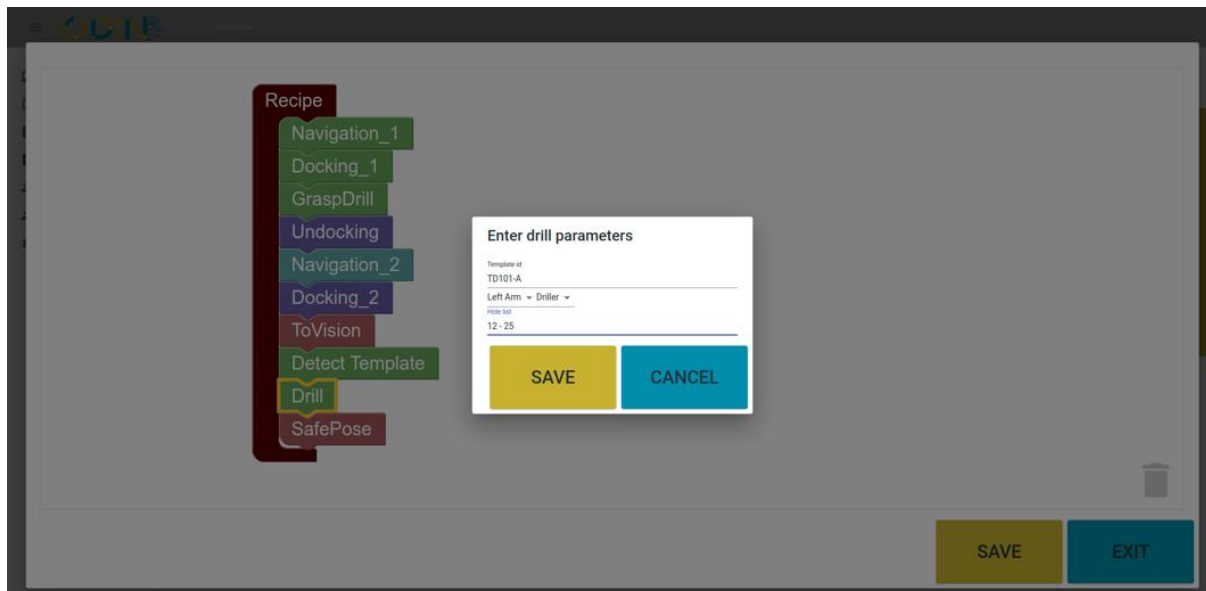 Recipe
Navigation_1
Docking_1
GraspDrill
Undocking
Navigation_2
Docking_2
ToVision
Detect Template
Drill
SafePose
Enter drill parameters
Template id
TD101-A
Left Arm Driller
Hole list
12 - 25
SAVE CANCEL
SAVE EXIT